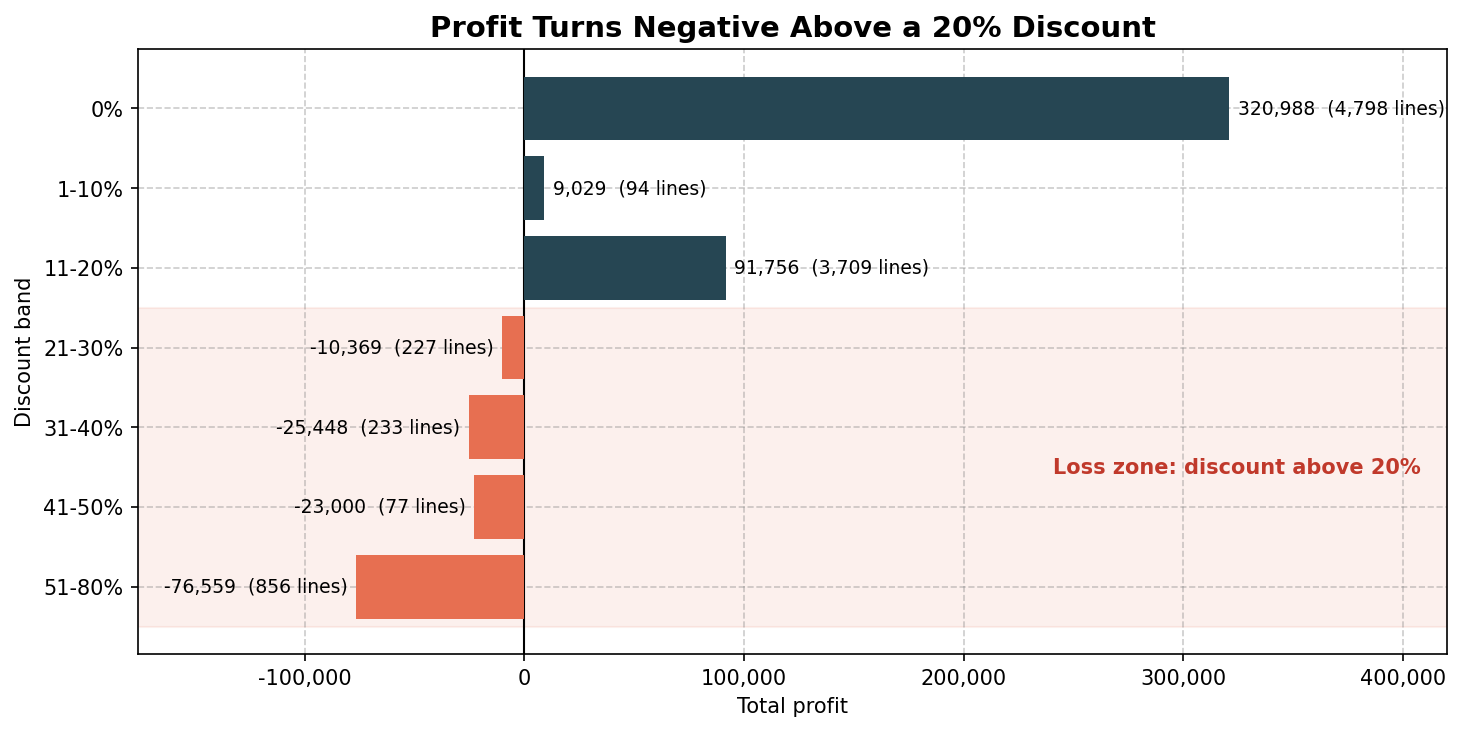 Profit Turns Negative Above a 20% Discount
0%
320,988 (4,798 lines)
1-10%
9,029 (94 lines)
11-20%
91,756 (3,709 lines)
21-30%
-10,369 (227 lines)
31-40%
-25,448 (233 lines)
Loss zone: discount above 20%
41-50%
-23,000 (77 lines)
51-80%
-76,559 (856 lines)
Discount band
-100,000 0 100,000 200,000 300,000 400,000
Total profit